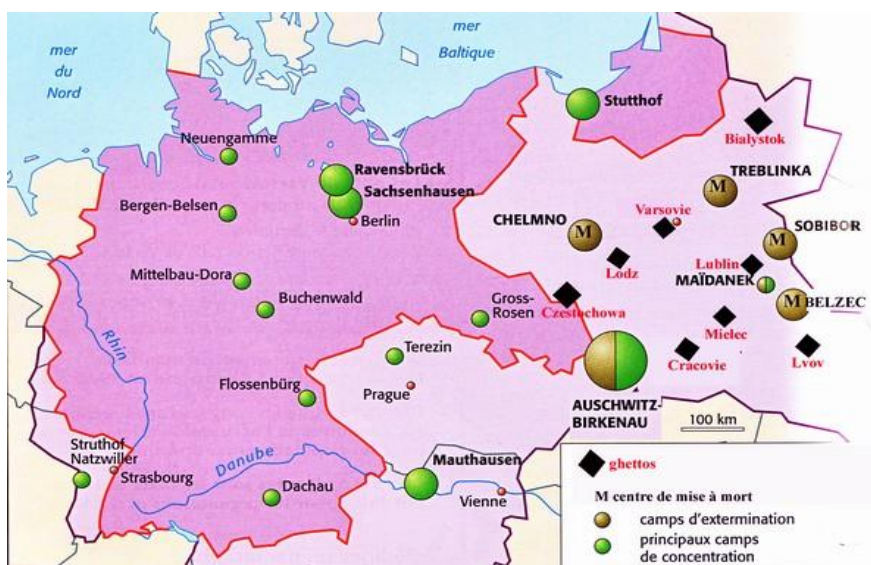 mer
du
Nord
mer
Baltique
Stutthof
Neuengamme
Bialystok
Ravensbrück
Sachsenhausen
TREBLINKA
M
Bergen-Belsen
Berlin
CHELMNO
M
Varsovie
SOBIBOR
M
Lodz
Lublin
MAÏDANEK
Mittelbau-Dora
Buchenwald
Gross-
Rosen
Czestochowa
M
BELZEC
Mielec
Rhin
Terezin
Cracovie
Lvov
Prague
Flossenbürg
AUSCHWITZ-
BIRKENAU
100 km
Struthof
Natzwiller
Strasbourg
Danube
Mauthausen
Dachau
Vienne
ghettos
M centre de mise à mort
camps d'extermination
principaux camps
de concentration